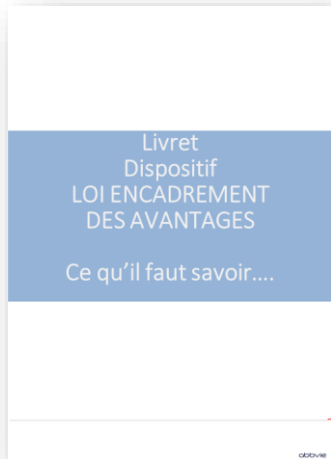 Livret
Dispositif
LOI ENCADREMENT
DES AVANTAGES
Ce qu'il faut savoir....
abbvie